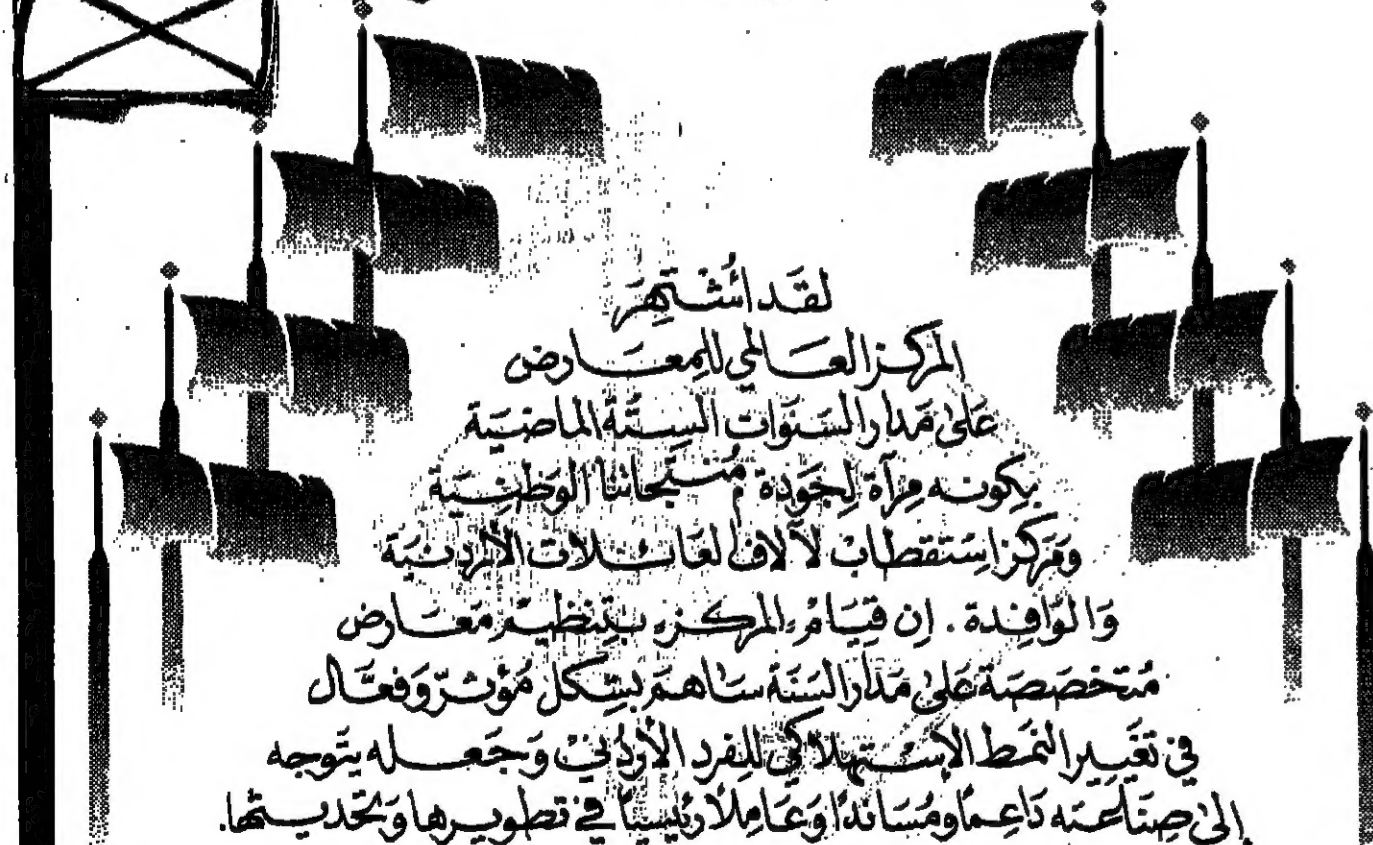 لقد اشتهر
المركز العالمي للمعارض
على مدار السنوات الستة الماضية
بكونه مرآة لجودة منتجاتنا الوطنية
ومركز استقطاب لآلاف العائلات الأردنية
والوافدة . إن قيام المركز بتنظيم معارض
متخصصة على مدار السنة ساهم بشكل مؤثر وفعال
في تغيير النمط الاستهلاكي للفرد الأردني وجعله يتوجه
إلى صناعته داعماً ومسانداً وعاملاً رئيسياً في تطويرها وتحديثها.